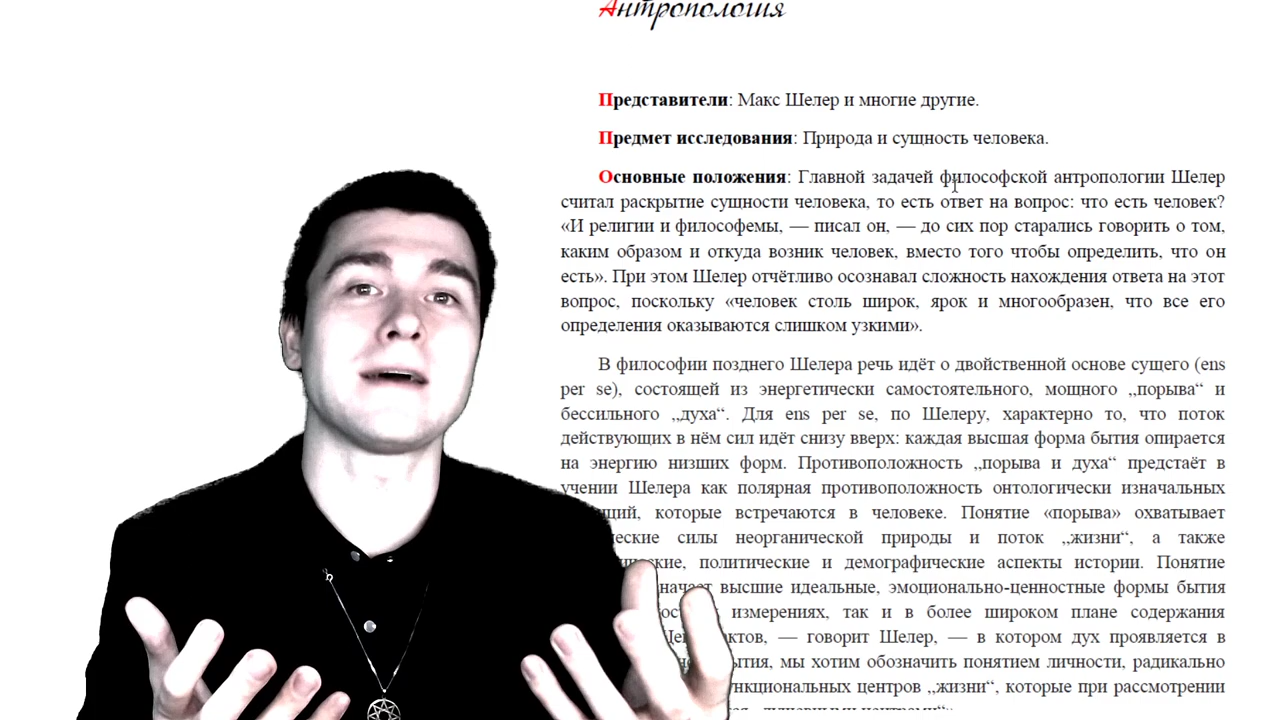 Антропология
Представители: Макс Шелер и многие другие.
Предмет исследования: Природа и сущность человека.
Основные положения: Главной задачей философской антропологии Шелер
считал раскрытие сущности человека, то есть ответ на вопрос: что есть человек?
«И религии и философемы, — писал он, — до сих пор старались говорить о том,
каким образом и откуда возник человек, вместо того чтобы определить, что он
есть». При этом Шелер отчётливо осознавал сложность нахождения ответа на этот
вопрос, поскольку «человек столь широк, ярок и многообразен, что все его
определения оказываются слишком узкими».
В философии позднего Шелера речь идёт о двойственной основе сущего (ens
per se), состоящей из энергетически самостоятельного, мощного „порыва“ и
бессильного „духа“. Для ens per se, по Шелеру, характерно то, что поток
действующих в нём сил идёт снизу вверх: каждая высшая форма бытия опирается
на энергию низших форм. Противоположность „порыва и духа“ предстаёт в
учении Шелера как полярная противоположность онтологически изначальных
которые встречаются в человеке. Понятие «порыва» охватывает
силы неорганической природы и поток „жизни“, а также
политические и демографические аспекты истории. Понятие
высшие идеальные, эмоционально-ценностные формы бытия
измерениях, так и в более широком плане содержания
актов, — говорит Шелер, — в котором дух проявляется в
бытия, мы хотим обозначить понятием личности, радикально
функциональных центров „жизни“, которые при рассмотрении